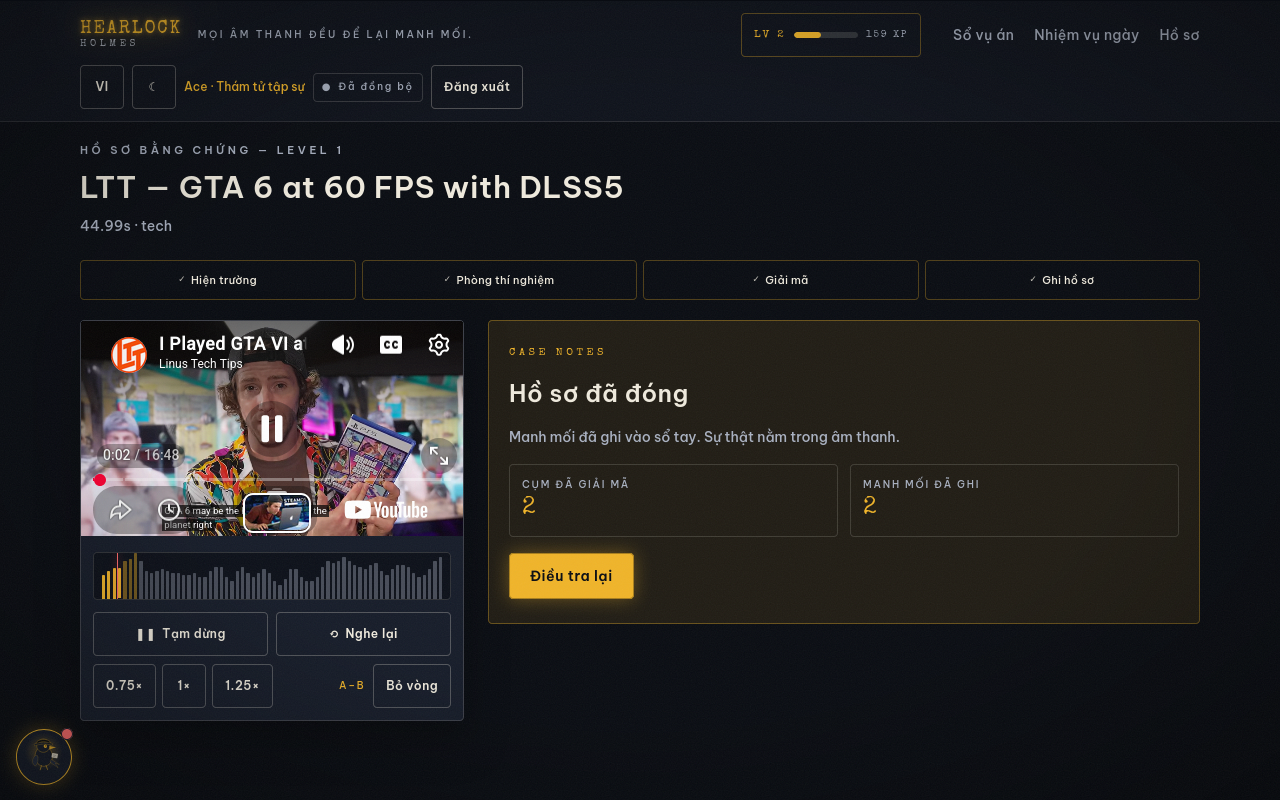 HEARLOCK
HOLMES
MỌI ÂM THANH ĐỀU ĐỂ LẠI MANH MỐI.
LV 2
159 XP
Sổ vụ án
Nhiệm vụ ngày
Hồ sơ
VI
Ace · Thám tử tập sự
Đã đồng bộ
Đăng xuất
HỒ SƠ BẰNG CHỨNG — LEVEL 1
LTT — GTA 6 at 60 FPS with DLSS5
44.99s · tech
✓ Hiện trường
✓ Phòng thí nghiệm
✓ Giải mã
✓ Ghi hồ sơ
I Played GTA VI a
Linus Tech Tips
CC
0:02 / 16:48
6 may be the
the
planet right
YouTube
Tạm dừng
Nghe lại
0.75×
1×
1.25×
A–B
Bỏ vòng
CASE NOTES
Hồ sơ đã đóng
Manh mối đã ghi vào sổ tay. Sự thật nằm trong âm thanh.
CỤM ĐÃ GIẢI MÃ
2
MANH MỐI ĐÃ GHI
2
Điều tra lại